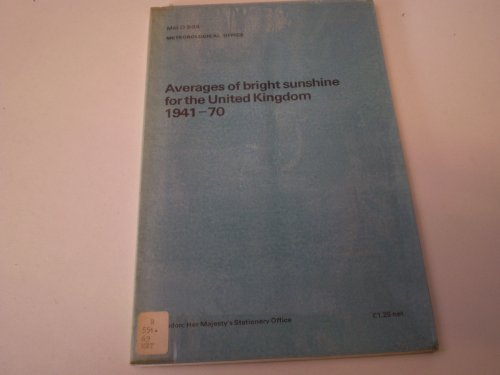 METEOROLOGICAL OFFICE
Averages of bright sunshine
for the United Kingdom
1941–70
Her Majesty's Stationery Office
£1.25 net